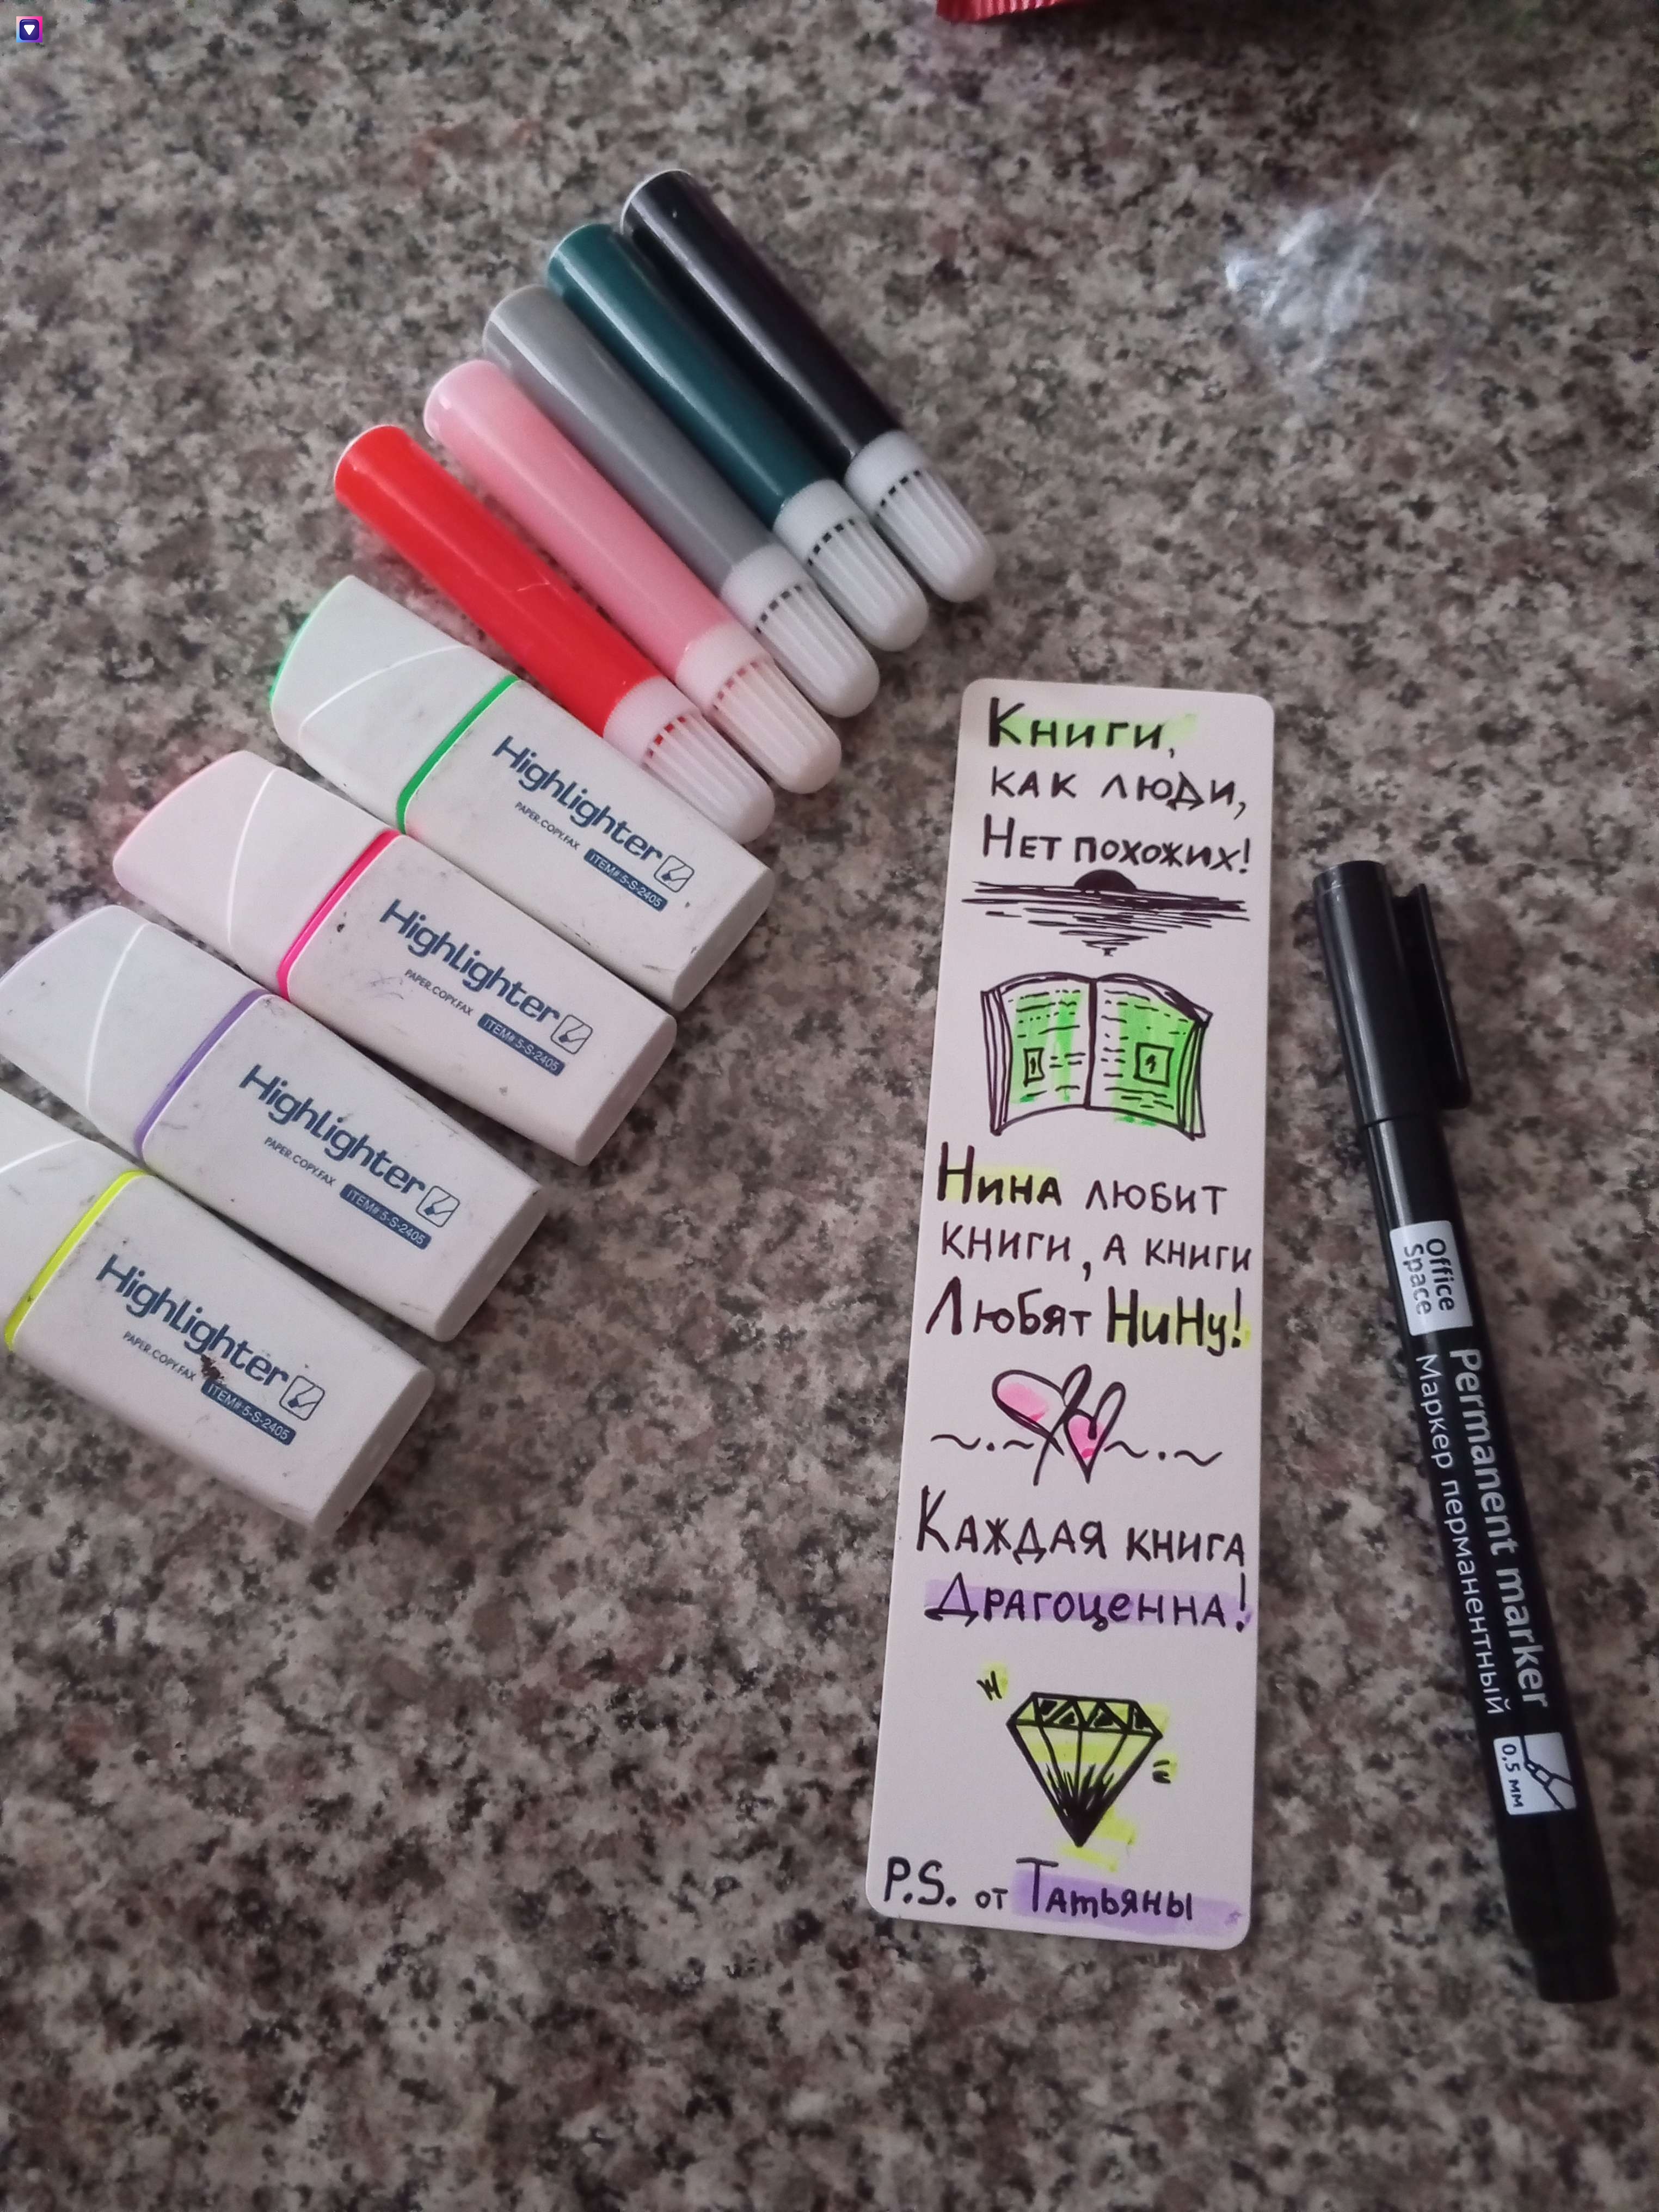 Highlighter
PAPER.COPY.FAX
ITEM# 5-S-2405
Highlighter
PAPER.COPY.FAX
ITEM# 5-S-2405
Highlighter
PAPER.COPY.FAX
ITEM# 5-S-2405
Highlighter
PAPER.COPY.FAX
ITEM# 5-S-2405
Книги,
как люди,
Нет похожих!
Нина любит
книги, а книги
Любят Нину!
Каждая книга
Драгоценна!
P.S. от Татьяны
Office
Space
Permanent marker
Маркер перманентный
0,5 мм